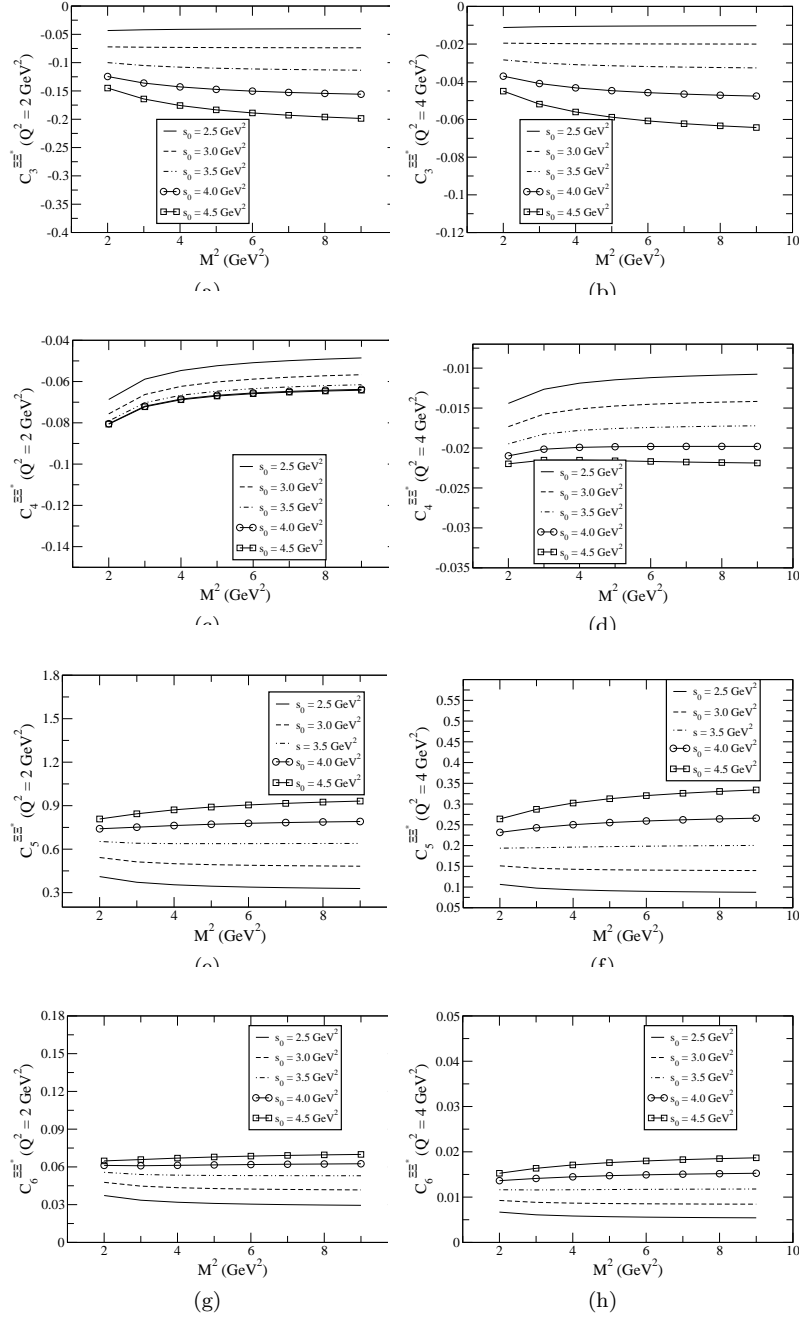 0
-0.05
-0.1
-0.15
-0.2
-0.25
-0.3
-0.35
-0.4
C₃^ΞΞ* (Q² = 2 GeV²)
s₀ = 2.5 GeV²
s₀ = 3.0 GeV²
s₀ = 3.5 GeV²
s₀ = 4.0 GeV²
s₀ = 4.5 GeV²
2 4 6 8
M² (GeV²)
(a)
0
-0.02
-0.04
-0.06
-0.08
-0.1
-0.12
C₃^ΞΞ* (Q² = 4 GeV²)
s₀ = 2.5 GeV²
s₀ = 3.0 GeV²
s₀ = 3.5 GeV²
s₀ = 4.0 GeV²
s₀ = 4.5 GeV²
2 4 6 8 10
M² (GeV²)
(b)
-0.04
-0.06
-0.08
-0.1
-0.12
-0.14
C₄^ΞΞ* (Q² = 2 GeV²)
s₀ = 2.5 GeV²
s₀ = 3.0 GeV²
s₀ = 3.5 GeV²
s₀ = 4.0 GeV²
s₀ = 4.5 GeV²
2 4 6 8
M² (GeV²)
(c)
-0.01
-0.015
-0.02
-0.025
-0.03
-0.035
C₄^ΞΞ* (Q² = 4 GeV²)
s₀ = 2.5 GeV²
s₀ = 3.0 GeV²
s₀ = 3.5 GeV²
s₀ = 4.0 GeV²
s₀ = 4.5 GeV²
2 4 6 8 10
M² (GeV²)
(d)
1.8
1.5
1.2
0.9
0.6
0.3
C₅^ΞΞ* (Q² = 2 GeV²)
s₀ = 2.5 GeV²
s₀ = 3.0 GeV²
s = 3.5 GeV²
s₀ = 4.0 GeV²
s₀ = 4.5 GeV²
2 4 6 8
M² (GeV²)
(e)
0.55
0.5
0.45
0.4
0.35
0.3
0.25
0.2
0.15
0.1
0.05
C₅^ΞΞ* (Q² = 4 GeV²)
s₀ = 2.5 GeV²
s₀ = 3.0 GeV²
s₀ = 3.5 GeV²
s₀ = 4.0 GeV²
s₀ = 4.5 GeV²
2 4 6 8 10
M² (GeV²)
(f)
0.18
0.15
0.12
0.09
0.06
0.03
0
C₆^ΞΞ* (Q² = 2 GeV²)
s₀ = 2.5 GeV²
s₀ = 3.0 GeV²
s₀ = 3.5 GeV²
s₀ = 4.0 GeV²
s₀ = 4.5 GeV²
2 4 6 8
M² (GeV²)
(g)
0.05
0.04
0.03
0.02
0.01
0
C₆^ΞΞ* (Q² = 4 GeV²)
s₀ = 2.5 GeV²
s₀ = 3.0 GeV²
s₀ = 3.5 GeV²
s₀ = 4.0 GeV²
s₀ = 4.5 GeV²
2 4 6 8 10
M² (GeV²)
(h)